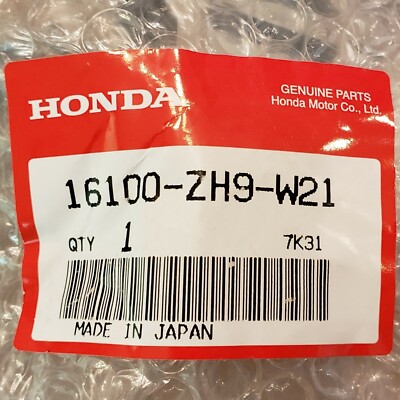 HONDA
GENUINE PARTS
Honda Motor Co., Ltd.
16100-ZH9-W21
QTY 1 7K31
MADE IN JAPAN